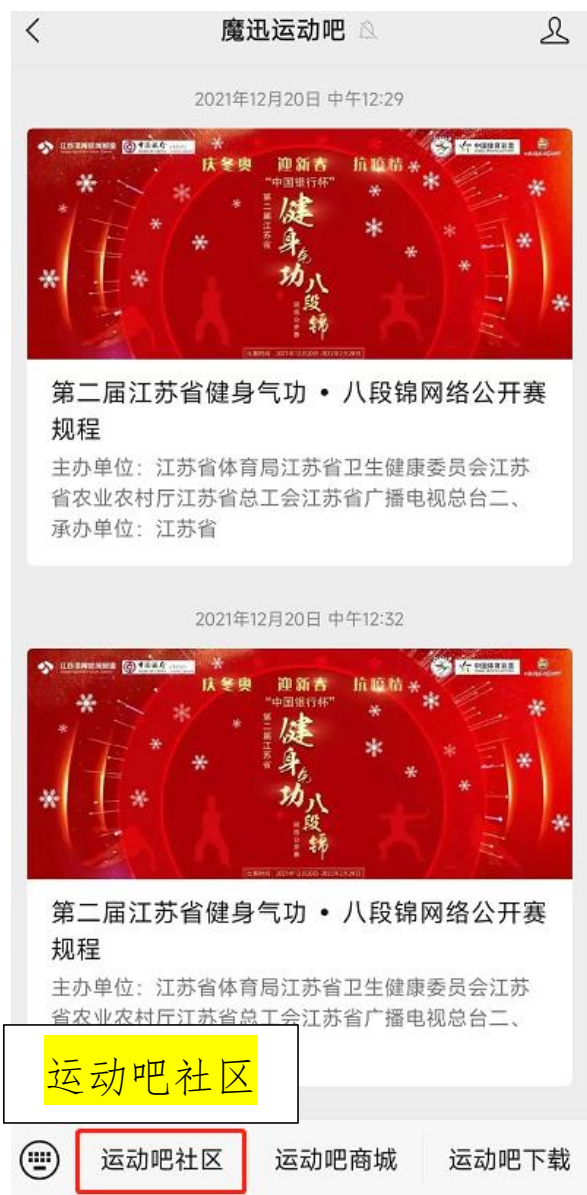 魔迅运动吧
2021年12月20日 中午12:29
庆冬奥 迎新春 抗疫情
“中国银行杯”
第二届江苏省
健身气功八段锦
网络公开赛
第二届江苏省健身气功 • 八段锦网络公开赛
规程
主办单位：江苏省体育局江苏省卫生健康委员会江苏
省农业农村厅江苏省总工会江苏省广播电视总台二、
承办单位：江苏省
2021年12月20日 中午12:32
庆冬奥 迎新春 抗疫情
“中国银行杯”
第二届江苏省
健身气功八段锦
网络公开赛
第二届江苏省健身气功 • 八段锦网络公开赛
规程
主办单位：江苏省体育局江苏省卫生健康委员会江苏
省农业农村厅江苏省总工会江苏省广播电视总台二、
运动吧社区
运动吧社区 运动吧商城 运动吧下载